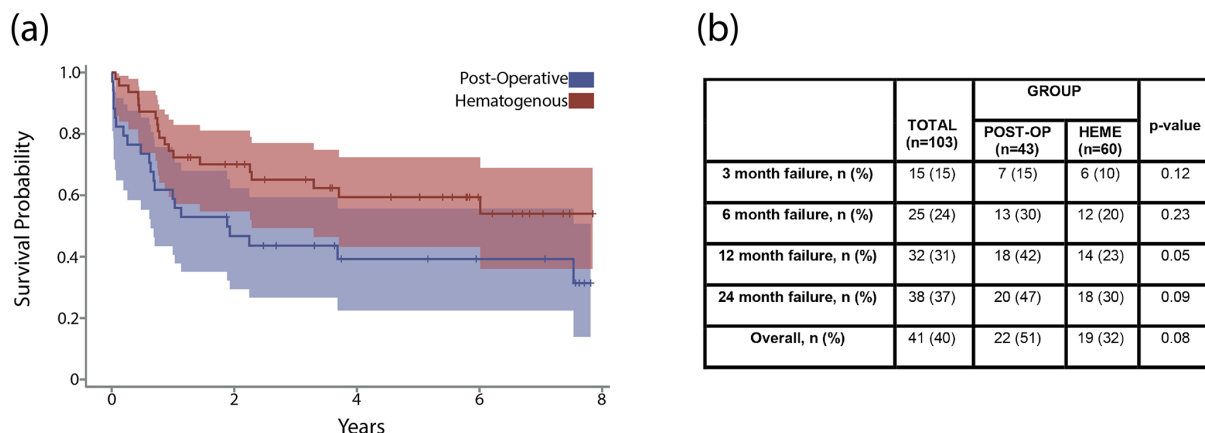 (a)
1.0
0.8
0.6
0.4
0.2
0
Survival Probability
Post-Operative
Hematogenous
0 2 4 6 8
Years
(b)
TOTAL (n=103) GROUP p-value
POST-OP (n=43) HEME (n=60)
3 month failure, n (%) 15 (15) 7 (15) 6 (10) 0.12
6 month failure, n (%) 25 (24) 13 (30) 12 (20) 0.23
12 month failure, n (%) 32 (31) 18 (42) 14 (23) 0.05
24 month failure, n (%) 38 (37) 20 (47) 18 (30) 0.09
Overall, n (%) 41 (40) 22 (51) 19 (32) 0.08